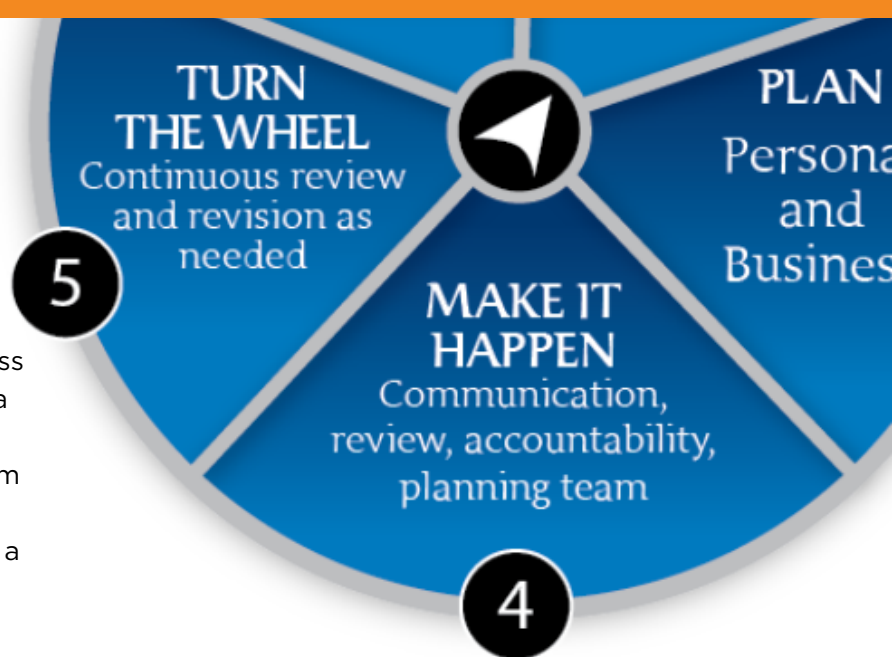 TURN
THE WHEEL
Continuous review
and revision as
needed
5
PLAN
and
MAKE IT
HAPPEN
Communication,
review, accountability,
planning team
4
a